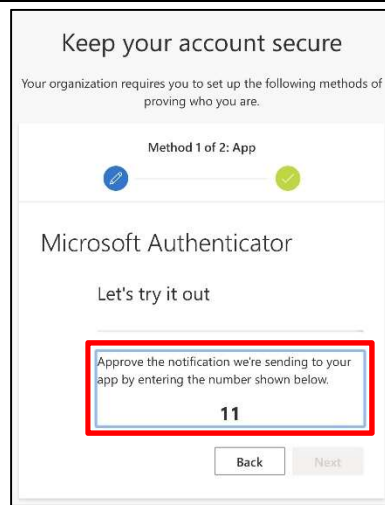 Keep your account secure
Your organization requires you to set up the following methods of
proving who you are.
Method 1 of 2: App
Microsoft Authenticator
Let's try it out
Approve the notification we're sending to your
app by entering the number shown below.
11
Back Next